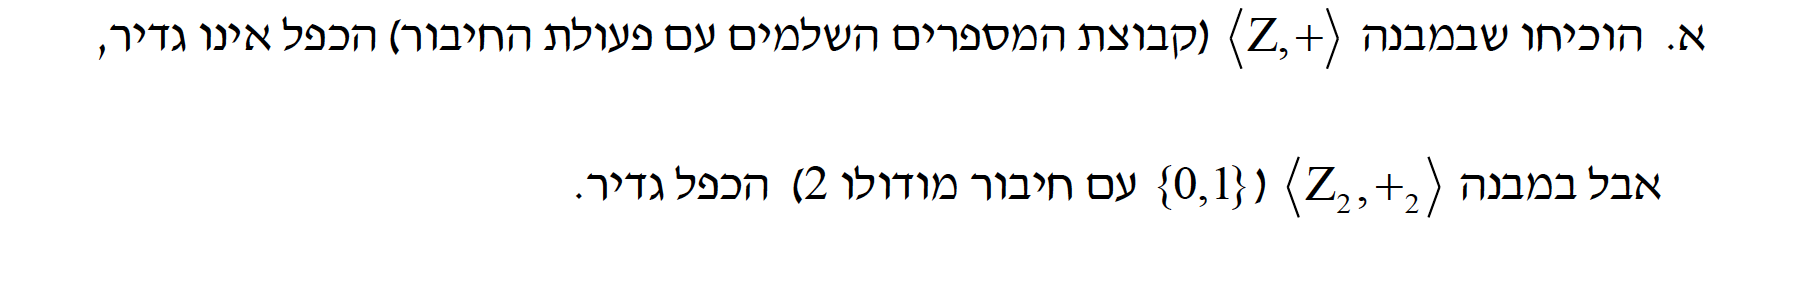 א. הוכיחו שבמבנה ⟨Z,+⟩ (קבוצת המספרים השלמים עם פעולת החיבור) הכפל אינו גדיר,
אבל במבנה ⟨Z₂,+₂⟩ ({0,1} עם חיבור מודולו 2) הכפל גדיר.